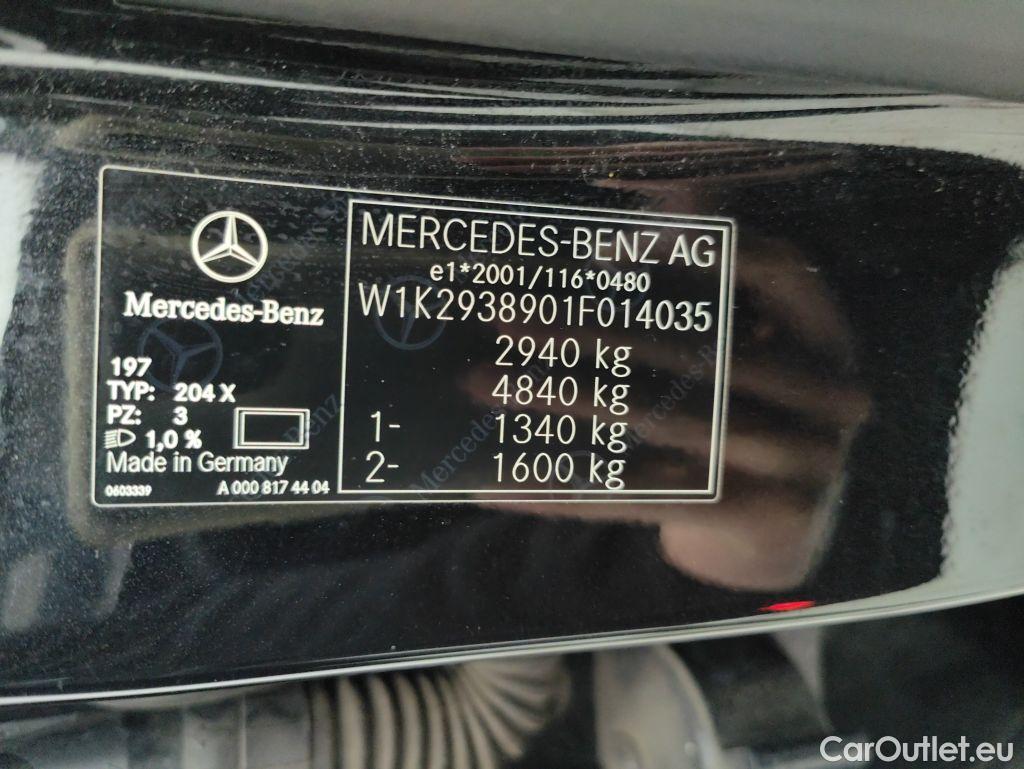 Mercedes-Benz
197
TYP: 204 X
PZ: 3
1,0 %
Made in Germany
0603339 A 000 817 44 04
MERCEDES-BENZ AG
e1*2001/116*0480
W1K2938901F014035
2940 kg
4840 kg
1- 1340 kg
2- 1600 kg
CarOutlet.eu